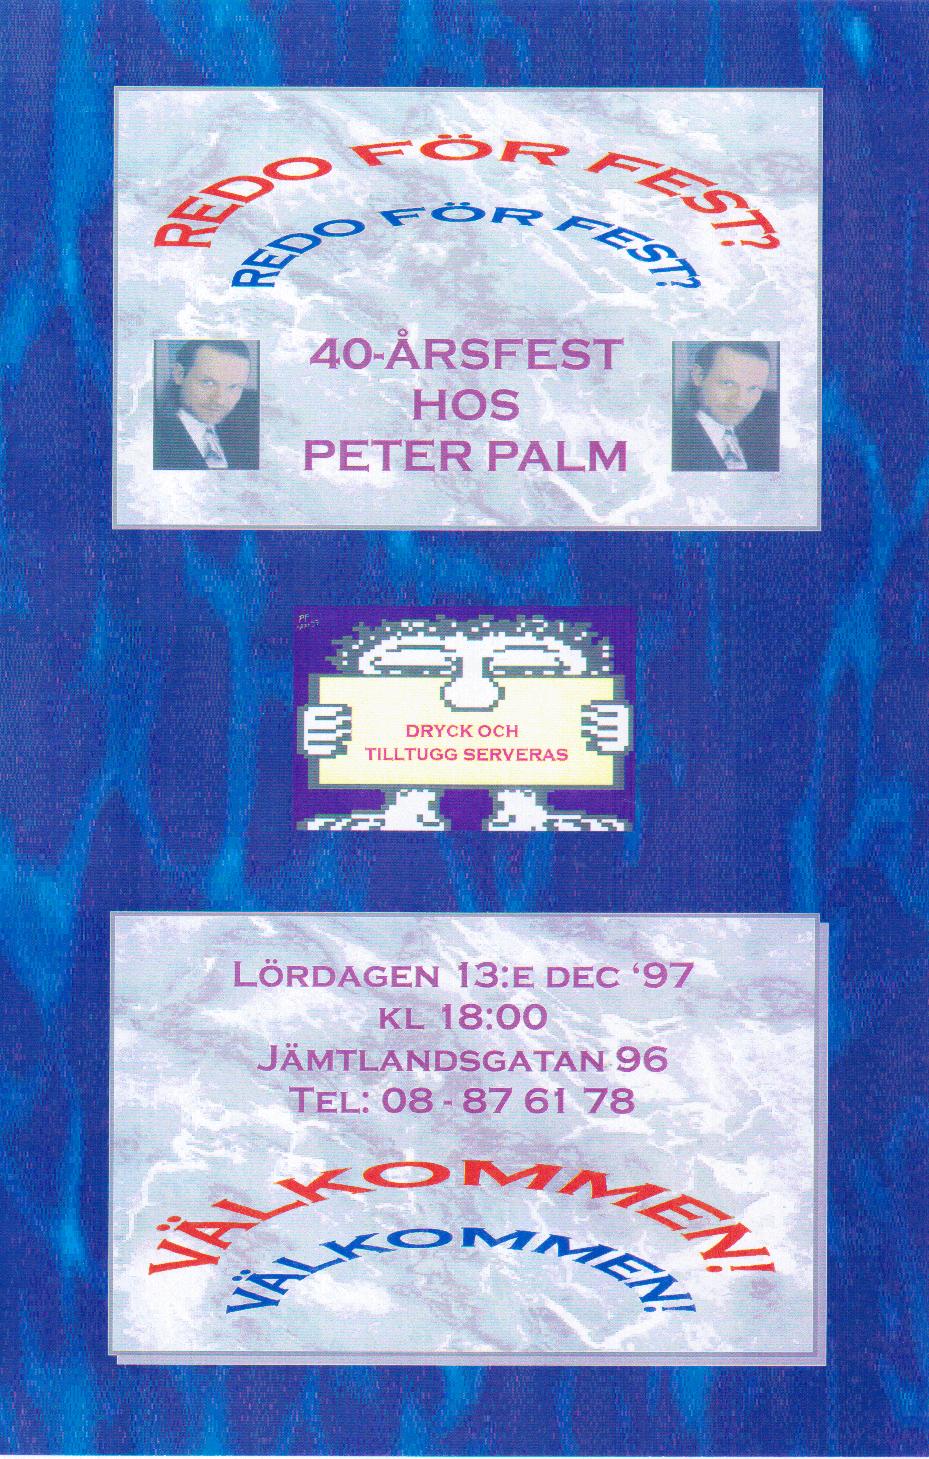 REDO FÖR FEST?
REDO FÖR FEST?
40-ÅRSFEST
HOS
PETER PALM
DRYCK OCH
TILLTUGG SERVERAS
LÖRDAGEN 13:E DEC ‘97
KL 18:00
JÄMTLANDSGATAN 96
TEL: 08 - 87 61 78
VÄLKOMMEN!
VÄLKOMMEN!